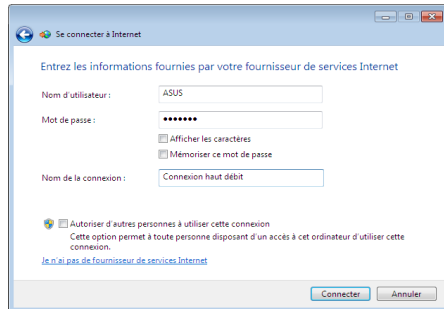 Se connecter à Internet
Entrez les informations fournies par votre fournisseur de services Internet
Nom d'utilisateur :
ASUS
Mot de passe :
•••••••
Afficher les caractères
Mémoriser ce mot de passe
Nom de la connexion :
Connexion haut débit
Autoriser d'autres personnes à utiliser cette connexion
Cette option permet à toute personne disposant d'un accès à cet ordinateur d'utiliser cette
connexion.
Je n'ai pas de fournisseur de services Internet
Connecter
Annuler